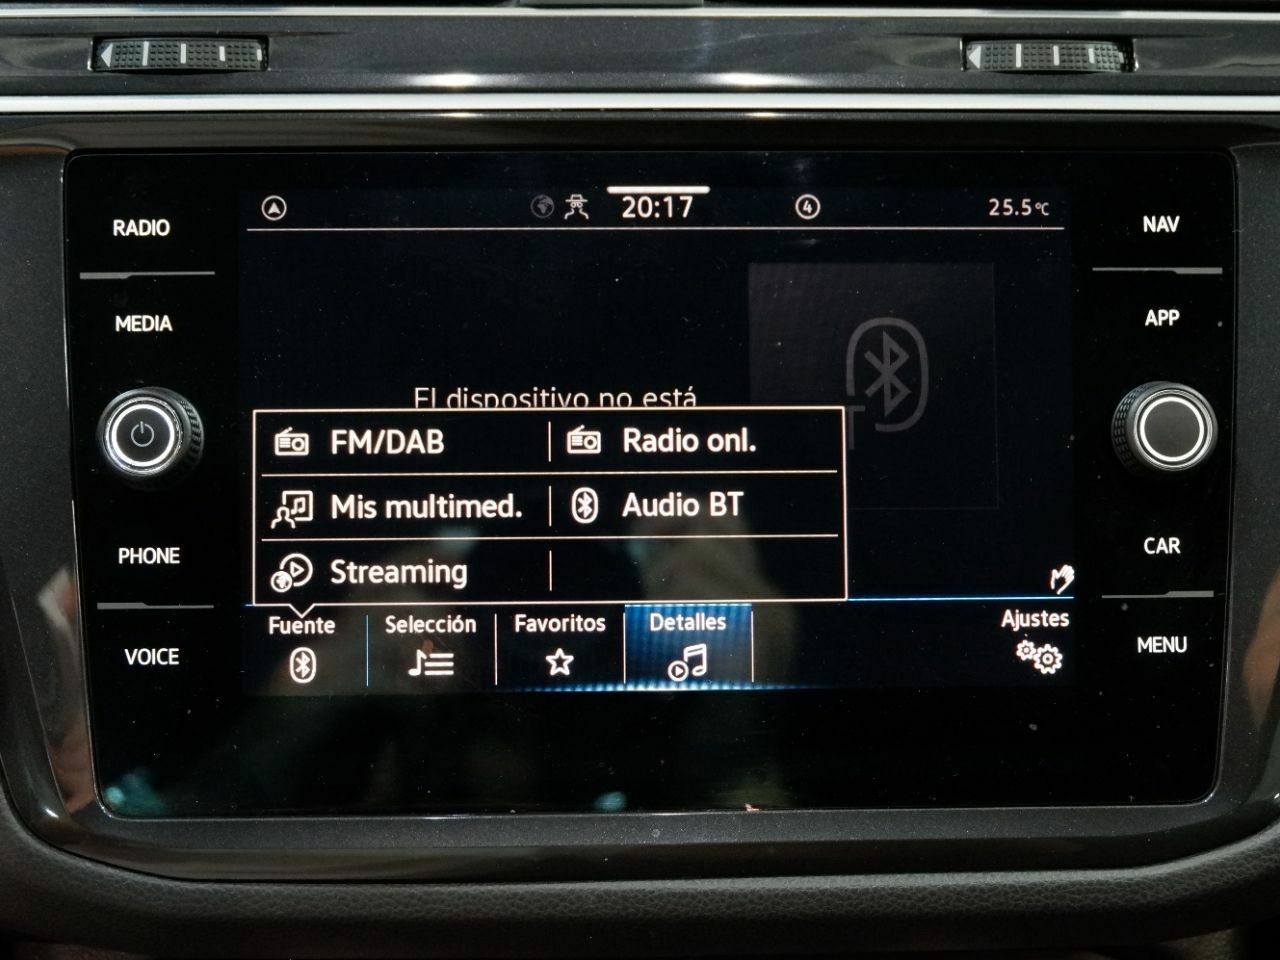 RADIO
MEDIA
PHONE
VOICE
20:17
4
25.5°C
El dispositivo no está
FM/DAB
Radio onl.
Mis multimed.
Audio BT
Streaming
Fuente
Selección
Favoritos
Detalles
Ajustes
NAV
APP
CAR
MENU